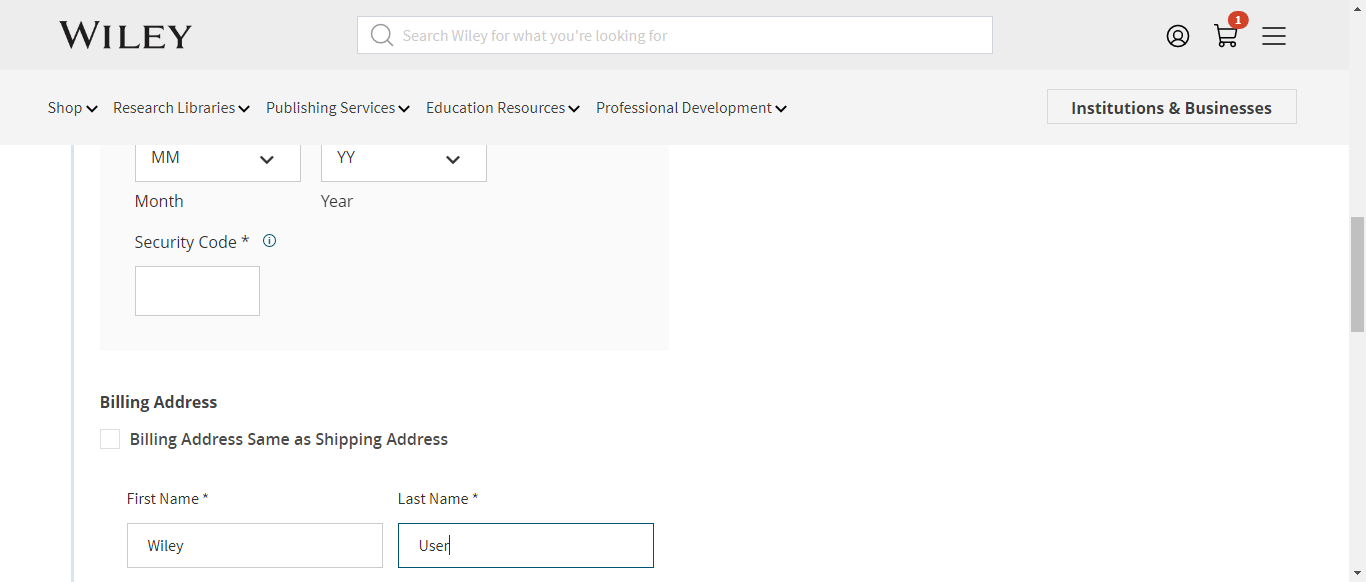 WILEY
Search Wiley for what you're looking for
1
Shop Research Libraries Publishing Services Education Resources Professional Development Institutions & Businesses
MM YY
Month Year
Security Code *
Billing Address
Billing Address Same as Shipping Address
First Name * Last Name *
Wiley User